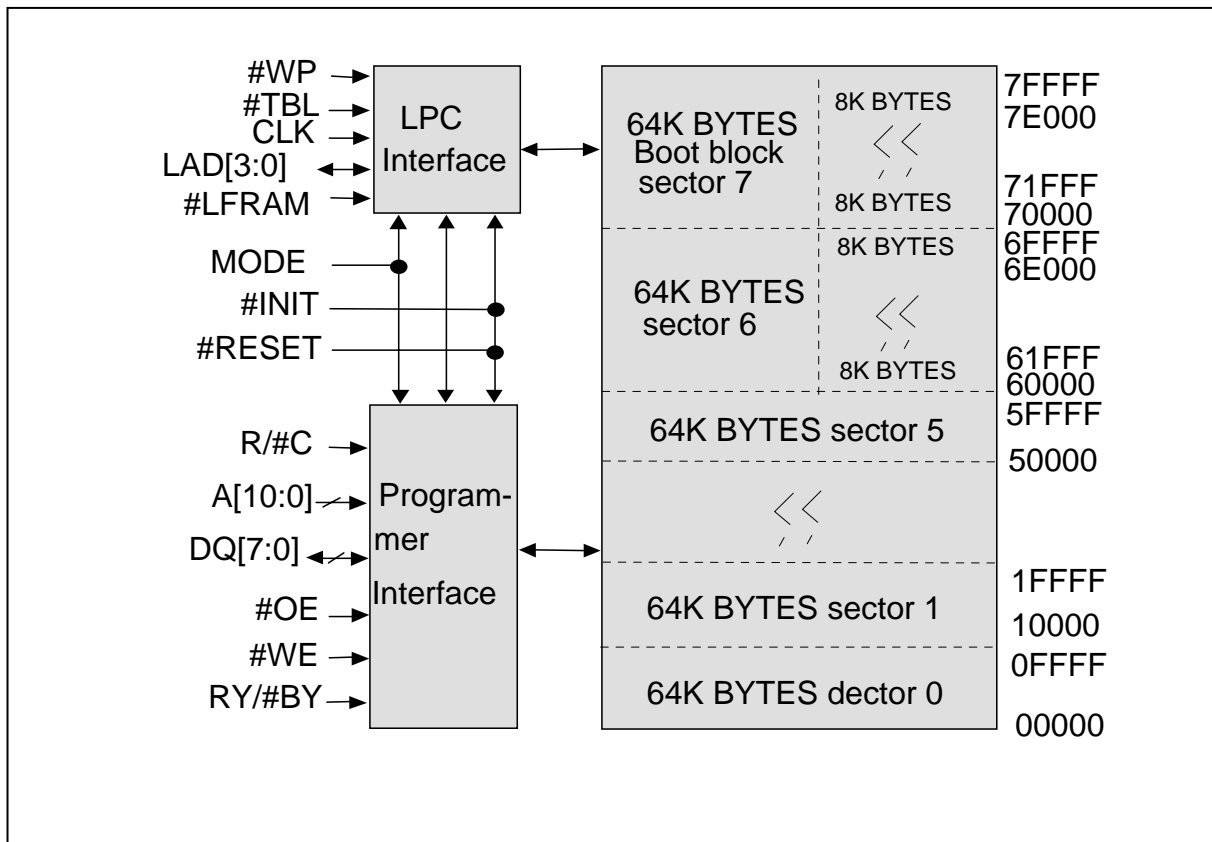 #WP
#TBL
CLK
LAD[3:0]
#LFRAM
LPC
Interface
MODE
#INIT
#RESET
R/#C
A[10:0]
DQ[7:0]
#OE
#WE
RY/#BY
Program-
mer
Interface
64K BYTES
Boot block
sector 7
8K BYTES
8K BYTES
64K BYTES
sector 6
8K BYTES
8K BYTES
64K BYTES sector 5
64K BYTES sector 1
64K BYTES dector 0
7FFFF
7E000
71FFF
70000
6FFFF
6E000
61FFF
60000
5FFFF
50000
1FFFF
10000
0FFFF
00000